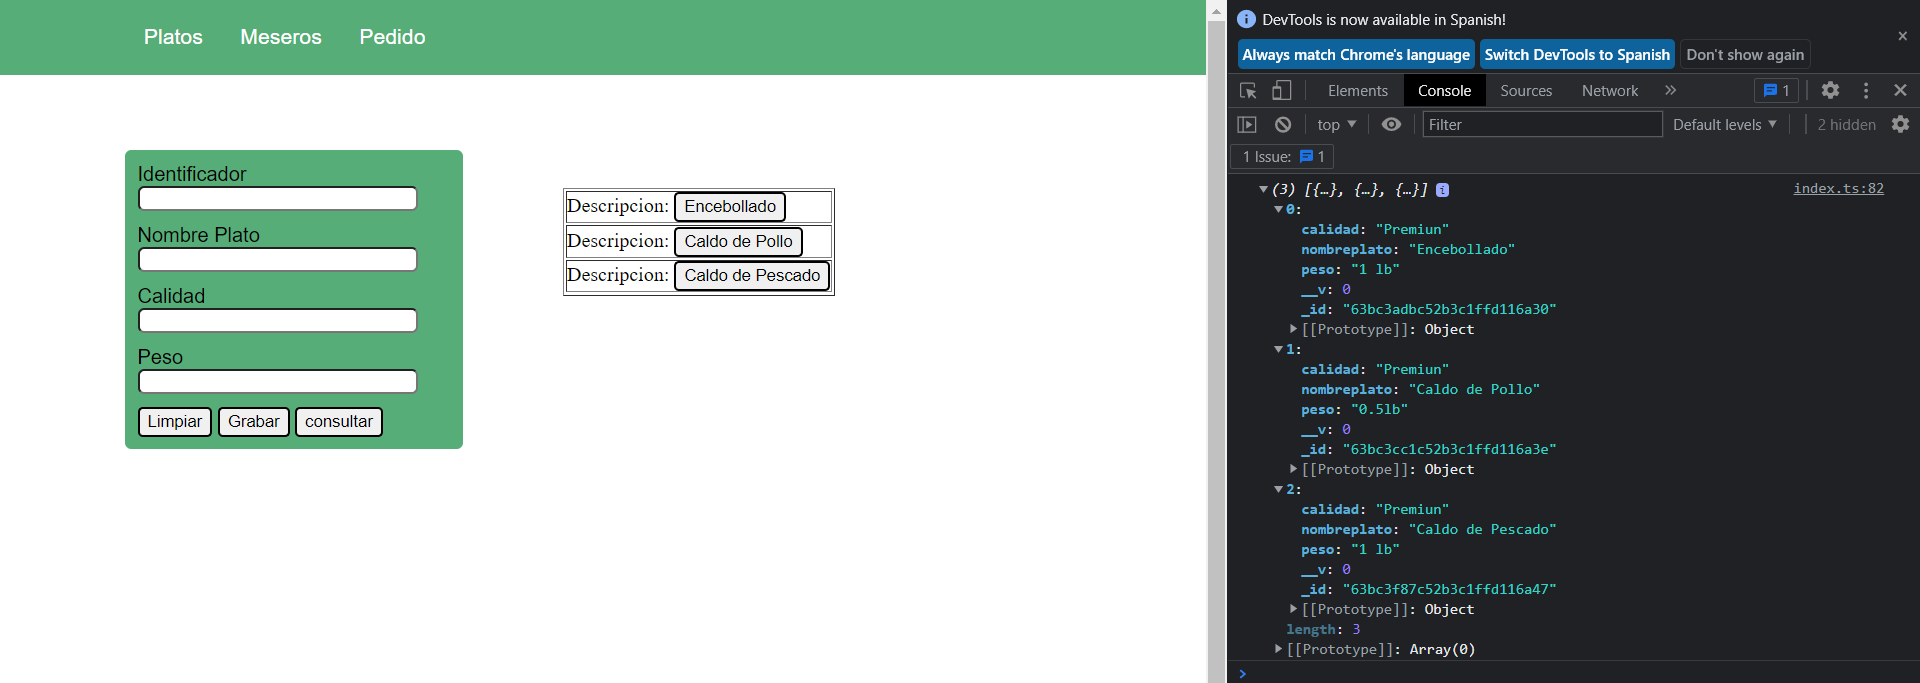 Platos Meseros Pedido
Identificador
Nombre Plato
Calidad
Peso
Limpiar Grabar consultar
Descripcion: Encebollado
Descripcion: Caldo de Pollo
Descripcion: Caldo de Pescado
DevTools is now available in Spanish!
Always match Chrome's language Switch DevTools to Spanish Don't show again
Elements Console Sources Network » 1
top Filter Default levels 2 hidden
1 Issue: 1
(3) [{…}, {…}, {…}] i index.ts:82
0:
calidad: "Premiun"
nombreplato: "Encebollado"
peso: "1 lb"
__v: 0
_id: "63bc3adbc52b3c1ffd116a30"
[[Prototype]]: Object
1:
calidad: "Premiun"
nombreplato: "Caldo de Pollo"
peso: "0.5lb"
__v: 0
_id: "63bc3cc1c52b3c1ffd116a3e"
[[Prototype]]: Object
2:
calidad: "Premiun"
nombreplato: "Caldo de Pescado"
peso: "1 lb"
__v: 0
_id: "63bc3f87c52b3c1ffd116a47"
[[Prototype]]: Object
length: 3
[[Prototype]]: Array(0)